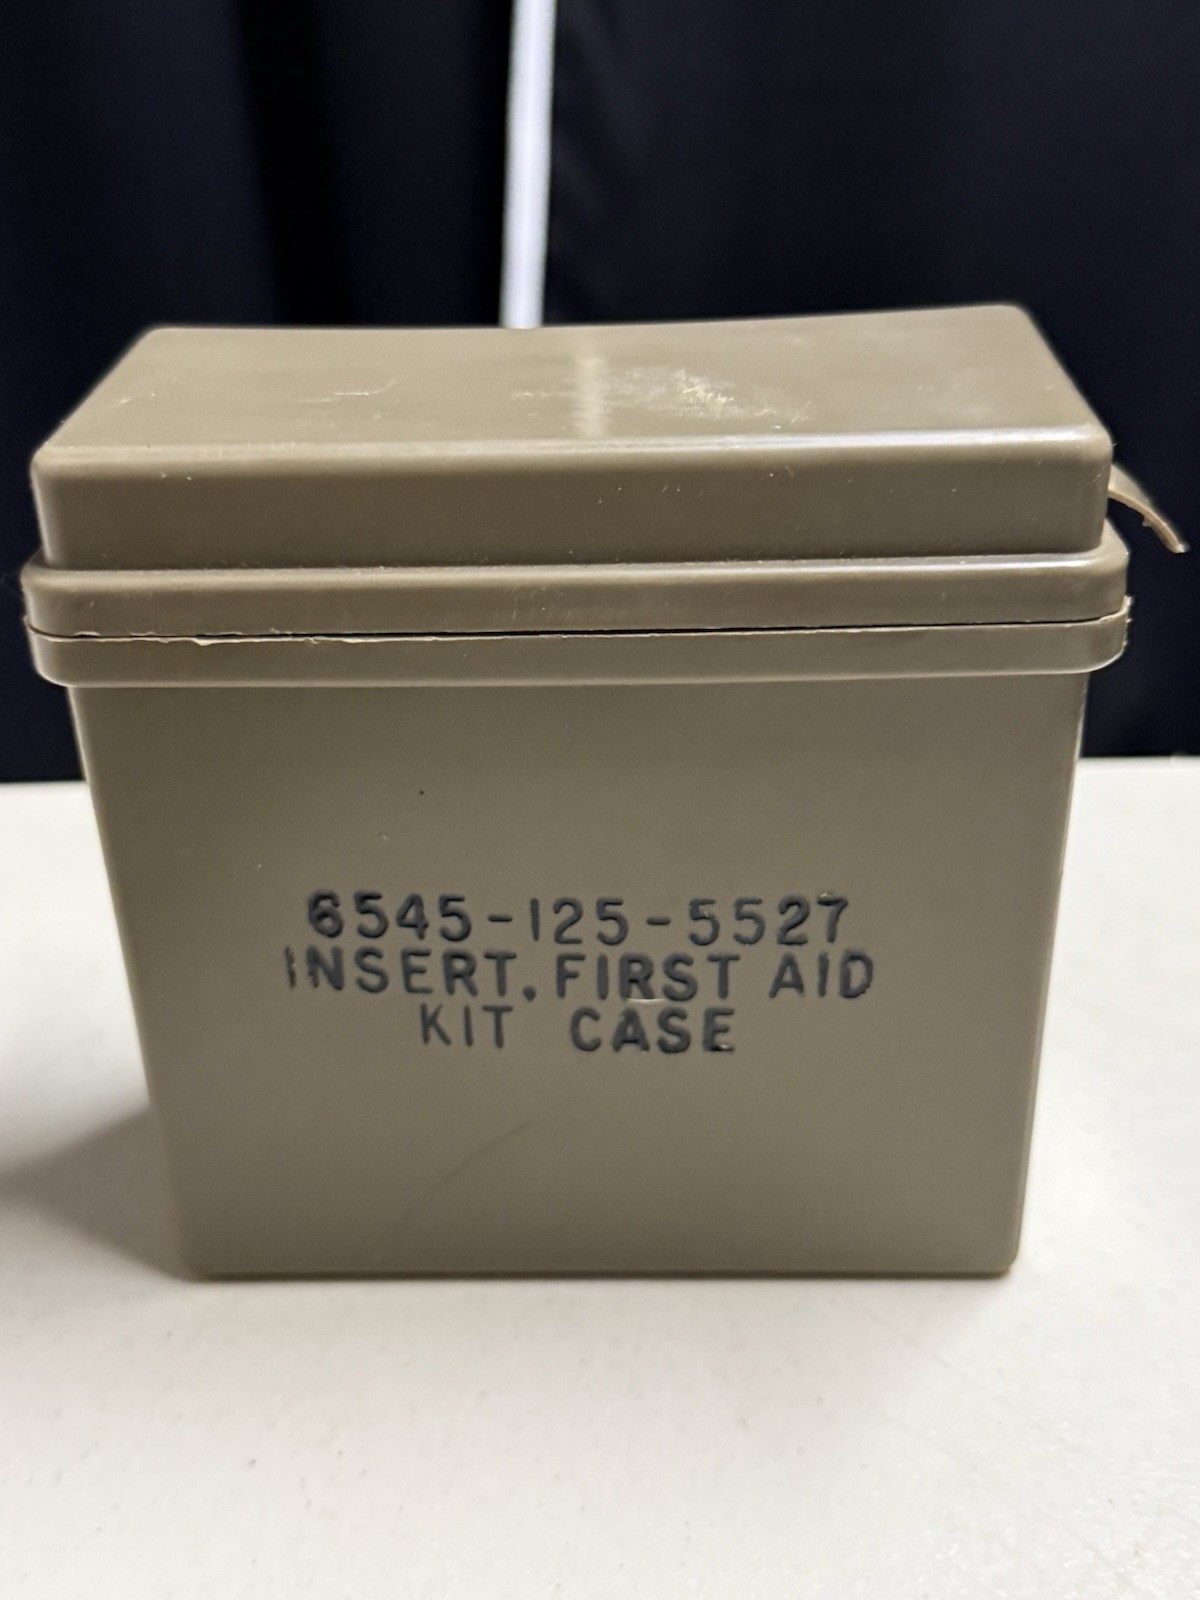 6545-125-5527
INSERT, FIRST AID
KIT CASE